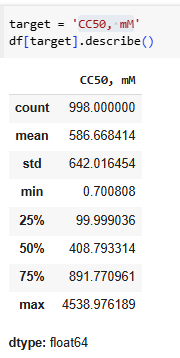 target = 'CC50, mM'
df[target].describe()
CC50, mM
count 998.000000
mean 586.668414
std 642.016454
min 0.700808
25% 99.999036
50% 408.793314
75% 891.770961
max 4538.976189
dtype: float64